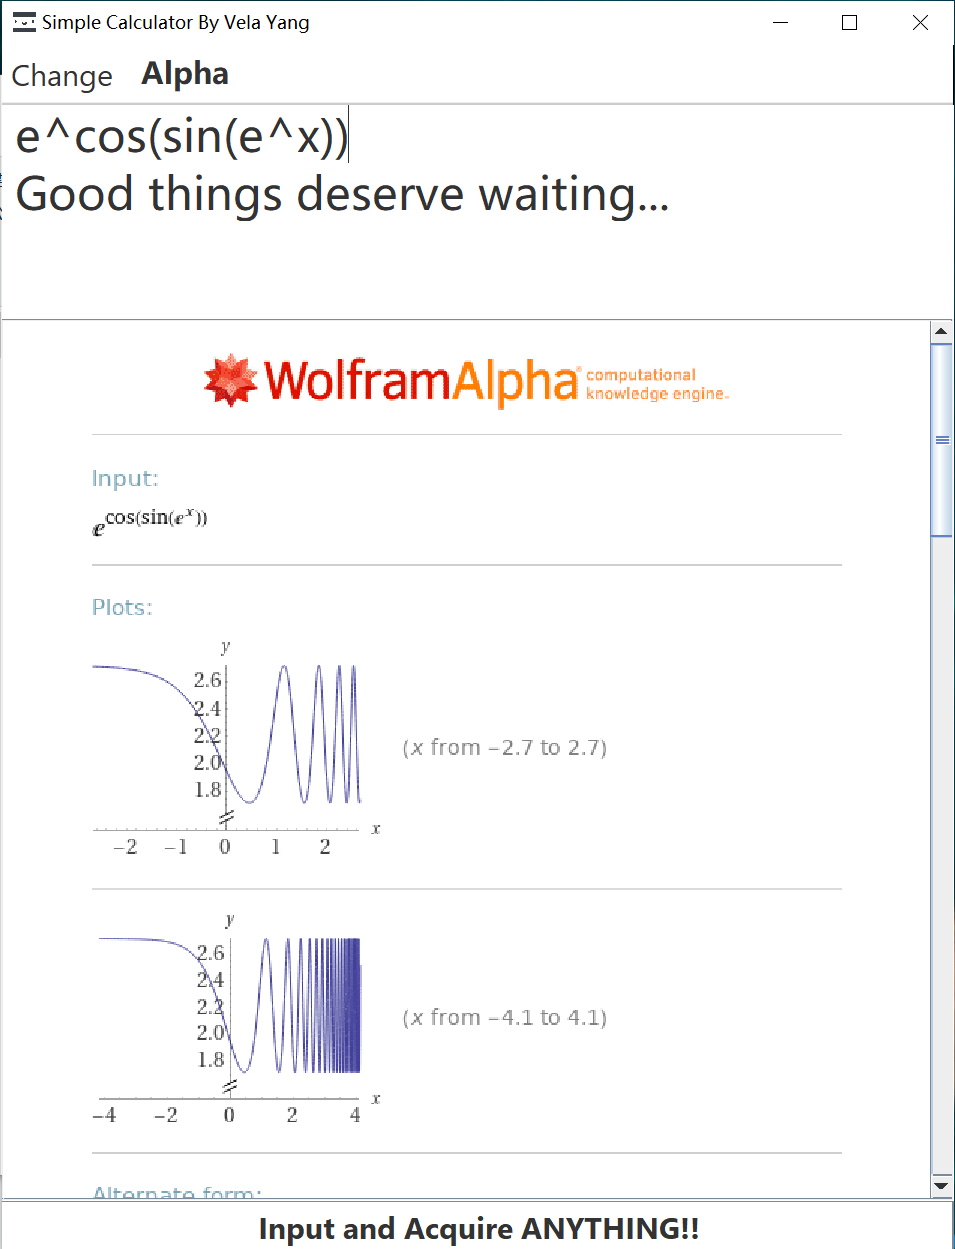 Simple Calculator By Vela Yang
Change Alpha
e^cos(sin(e^x))
Good things deserve waiting...
WolframAlpha computational knowledge engine.
Input:
e^cos(sin(e^x))
Plots:
y
2.6
2.4
2.2
2.0
1.8
(x from −2.7 to 2.7)
x
−2 −1 0 1 2
y
2.6
2.4
2.2
2.0
1.8
(x from −4.1 to 4.1)
x
−4 −2 0 2 4
Alternate form:
Input and Acquire ANYTHING!!